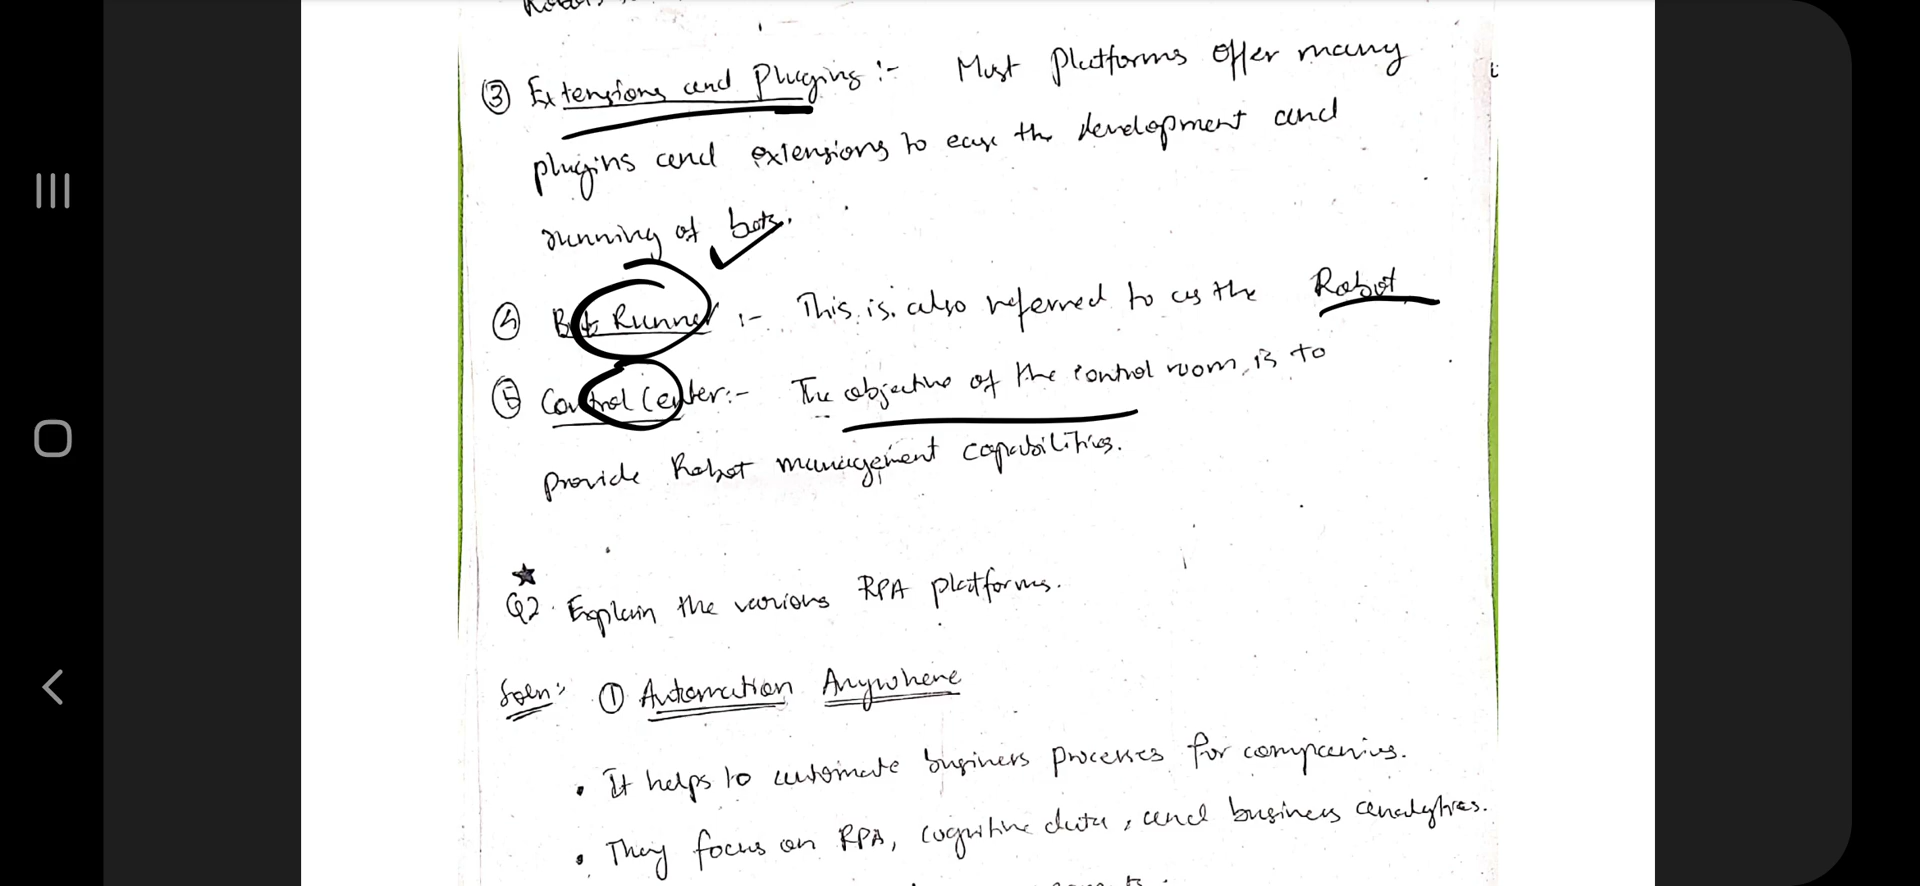 ③ Extensions and Plugins :- Most Platforms offer many
plugins and extensions to ease the development and
running of bots.
④ Bot Runner :- This is also referred to as the Robot
⑤ Control Center:- The objective of the control room is to
provide Robot management capabilities.
Q2. Explain the various RPA platforms.
Soln: ① Automation Anywhere
• It helps to automate business processes for companies.
• They focus on RPA, cognitive data, and business analytics.